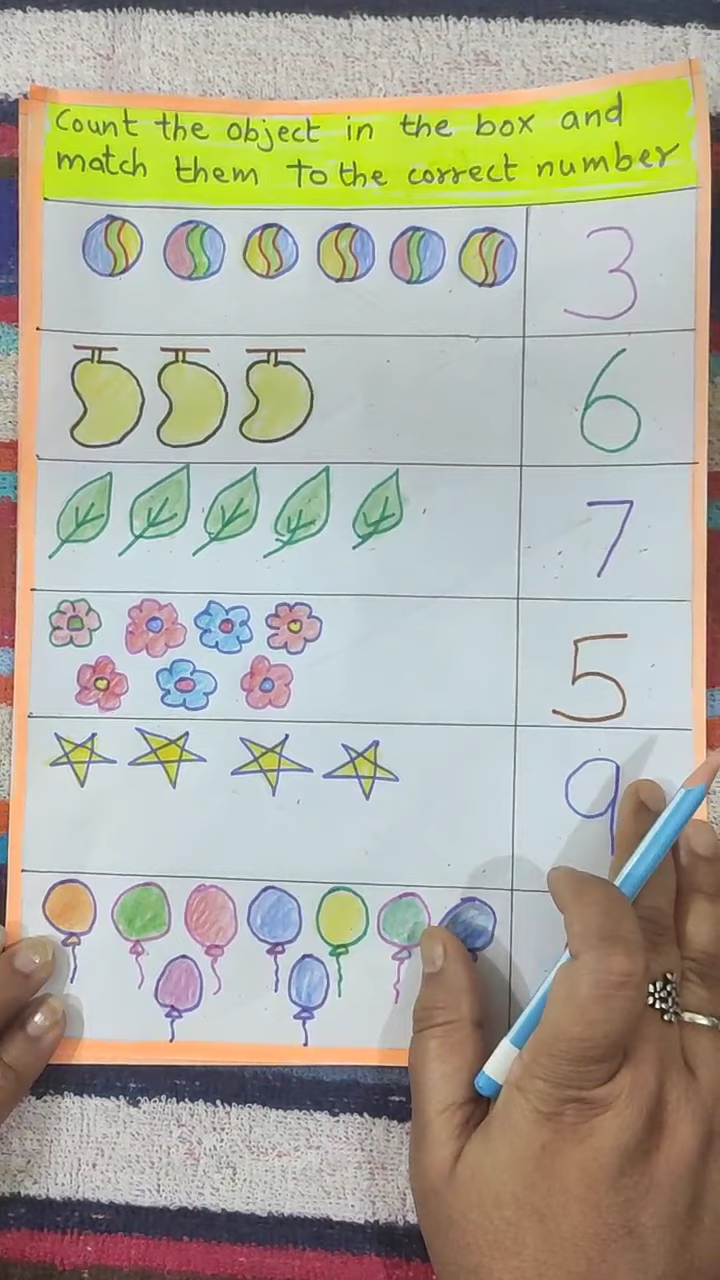 Count the object in the box and
match them to the correct number
3
6
7
5
9